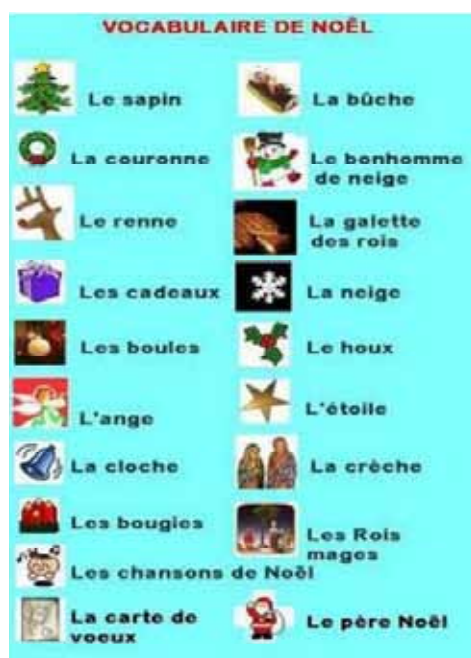 VOCABULAIRE DE NOËL
Le sapin
La bûche
La couronne
Le bonhomme
de neige
Le renne
La galette
des rois
Les cadeaux
La neige
Les boules
Le houx
L'ange
L'étoile
La cloche
La crèche
Les bougies
Les Rois
mages
Les chansons de Noël
La carte de
voeux
Le père Noël